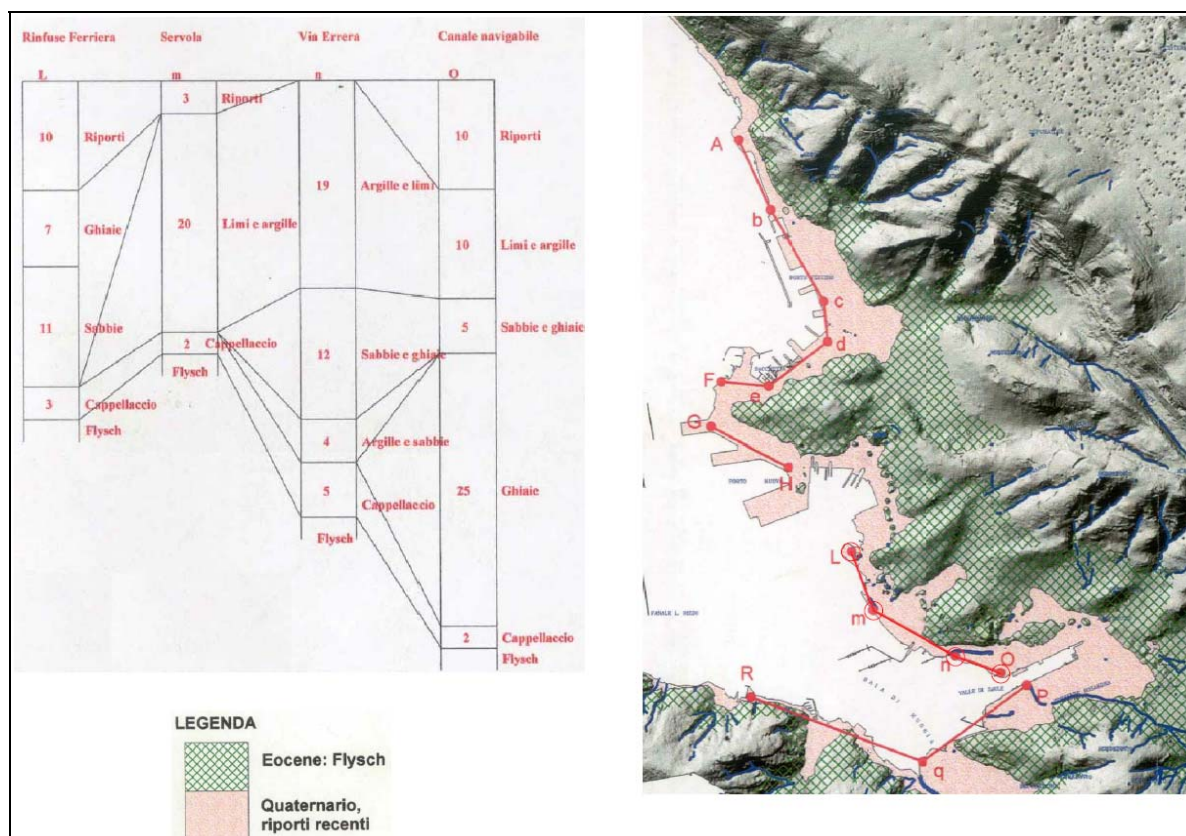 Rinfuse Ferriera Servola Via Errera Canale navigabile
L m n O
3 Riporti
10 Riporti
10 Riporti
19 Argille e limi
7 Ghiaie
20 Limi e argille
10 Limi e argille
11 Sabbie
5 Sabbie e ghiaie
2 Cappellaccio
12 Sabbie e ghiaie
Flysch
3 Cappellaccio
Flysch
4 Argille e sabbie
25 Ghiaie
5 Cappellaccio
Flysch
2 Cappellaccio
Flysch
LEGENDA
Eocene: Flysch
Quaternario,
riporti recenti
A
b
c
d
F
e
G
H
PORTO
L
m
n
O
VALLE DI
P
R
BAIA DI MUGGIA
q